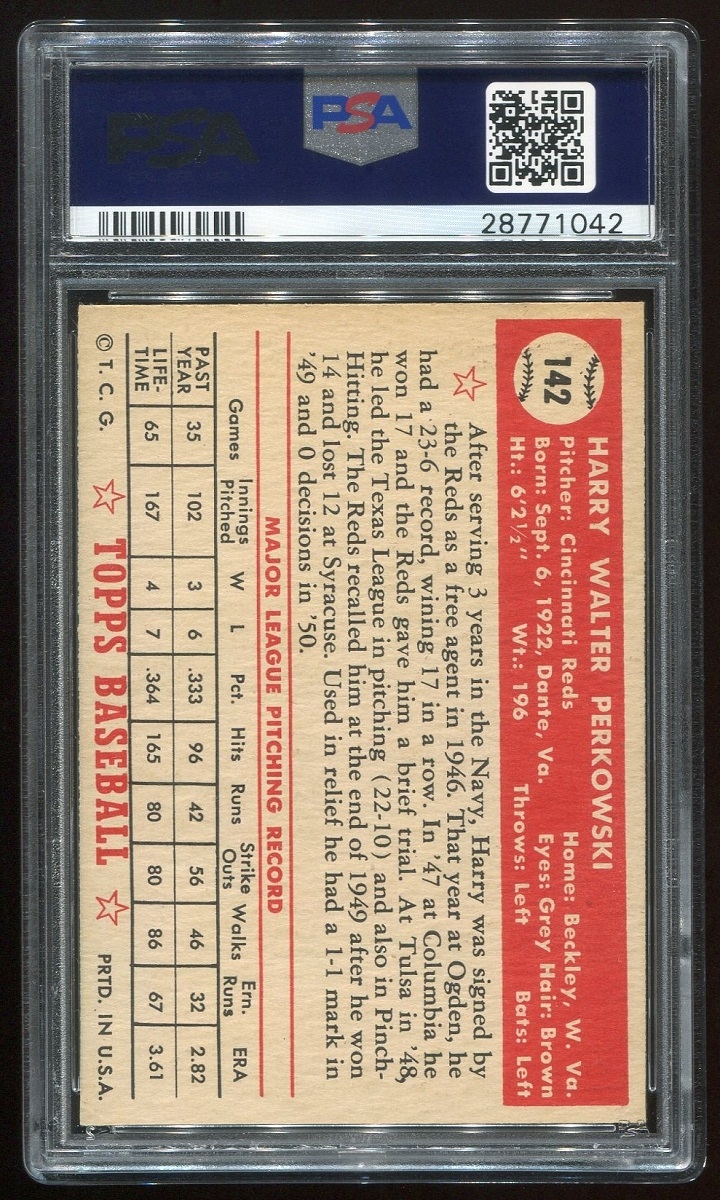 PSA
PSA
28771042
142
HARRY WALTER PERKOWSKI
Pitcher: Cincinnati Reds Home: Beckley, W. Va.
Born: Sept. 6, 1922, Dante, Va. Eyes: Grey Hair: Brown
Ht.: 6'2½" Wt.: 196 Throws: Left Bats: Left
After serving 3 years in the Navy, Harry was signed by
the Reds as a free agent in 1946. That year at Ogden, he
had a 23-6 record, wining 17 in a row. In '47 at Columbia he
won 17 and the Reds gave him a brief trial. At Tulsa in '48,
he led the Texas League in pitching (22-10) and also in Pinch-
Hitting. The Reds recalled him at the end of 1949 after he won
14 and lost 12 at Syracuse. Used in relief he had a 1-1 mark in
'49 and 0 decisions in '50.
MAJOR LEAGUE PITCHING RECORD
Games Innings Pitched W L Pct. Hits Runs Strike Outs Walks Ern. Runs ERA
PAST YEAR 35 102 3 6 .333 96 42 56 46 32 2.82
LIFE-TIME 65 167 4 7 .364 165 80 80 86 67 3.61
© T. C. G. TOPPS BASEBALL PRTD. IN U.S.A.